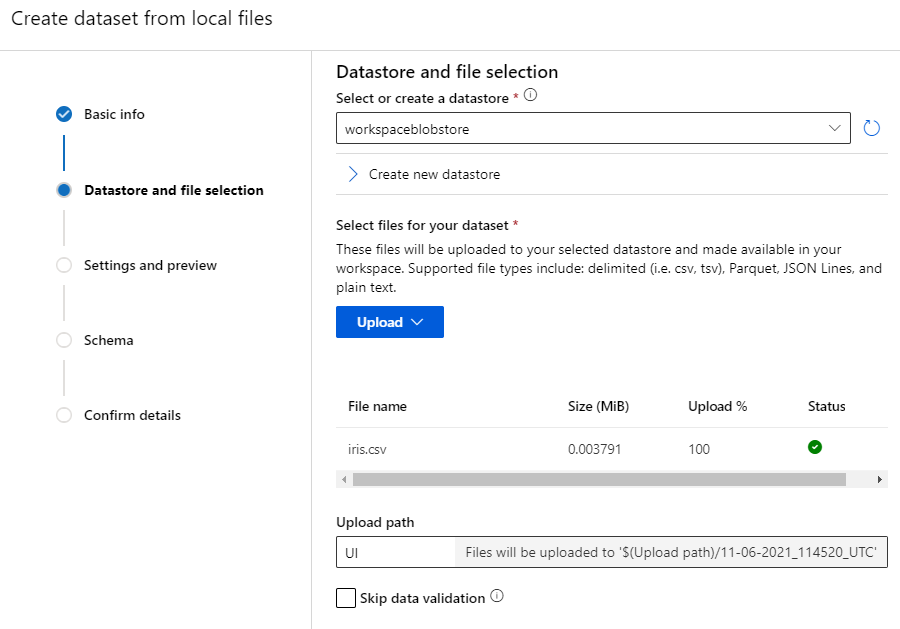 Create dataset from local files
Basic info
Datastore and file selection
Settings and preview
Schema
Confirm details
Datastore and file selection
Select or create a datastore *
workspaceblobstore
Create new datastore
Select files for your dataset *
These files will be uploaded to your selected datastore and made available in your
workspace. Supported file types include: delimited (i.e. csv, tsv), Parquet, JSON Lines, and
plain text.
Upload
File name Size (MiB) Upload % Status
iris.csv 0.003791 100
Upload path
UI Files will be uploaded to '$(Upload path)/11-06-2021_114520_UTC'
Skip data validation